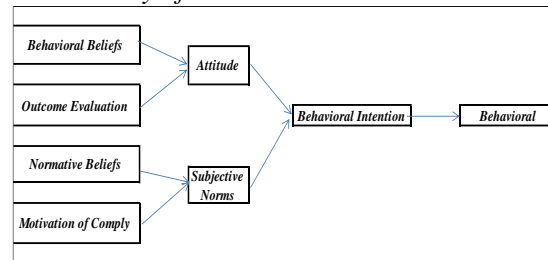 Behavioral Beliefs
Attitude
Outcome Evaluation
Behavioral Intention
Behavioral
Normative Beliefs
Subjective
Norms
Motivation of Comply